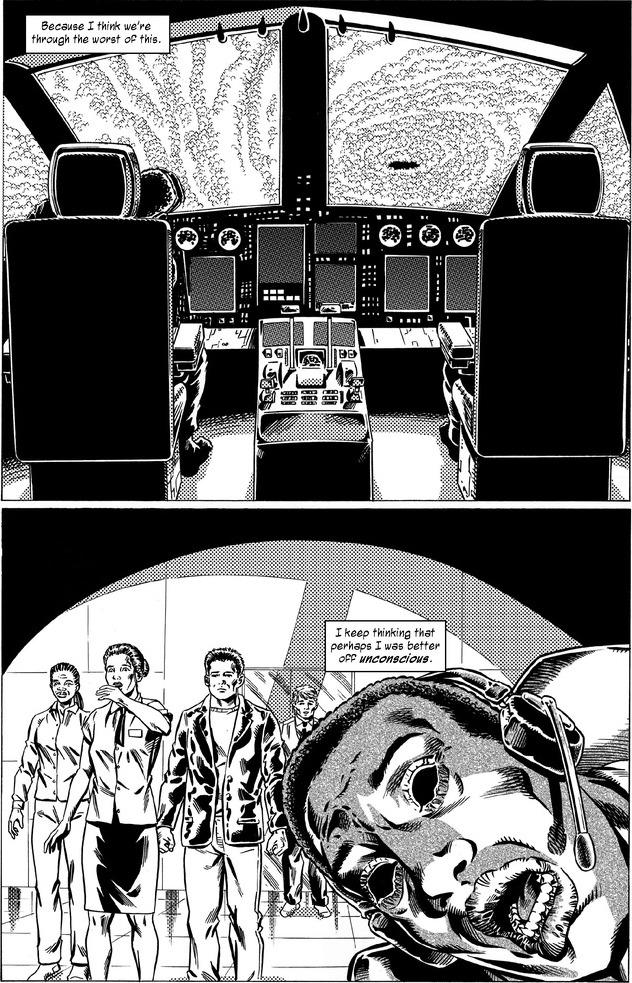 Because I think we're
through the worst of this.
I keep thinking that
perhaps I was better
off unconscious.